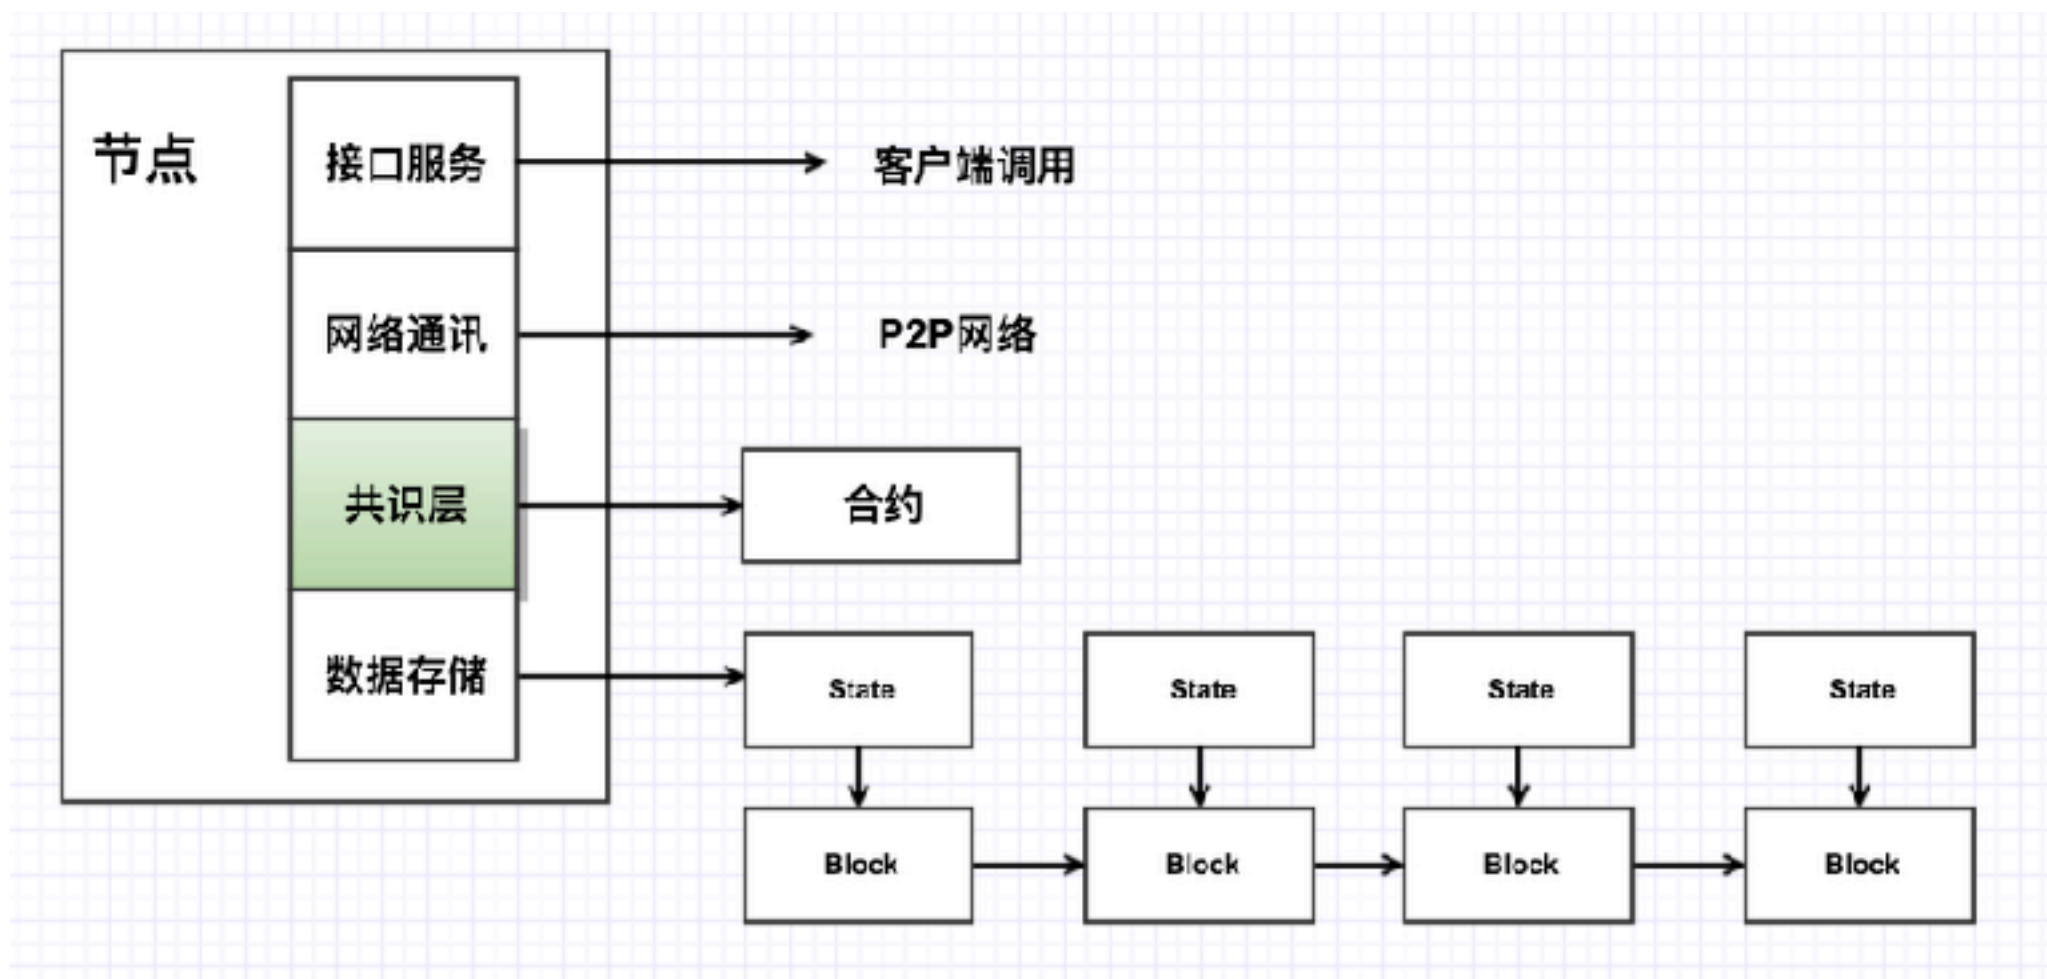 节点
接口服务
客户端调用
网络通讯
P2P网络
共识层
合约
数据存储
State
State
State
State
Block
Block
Block
Block